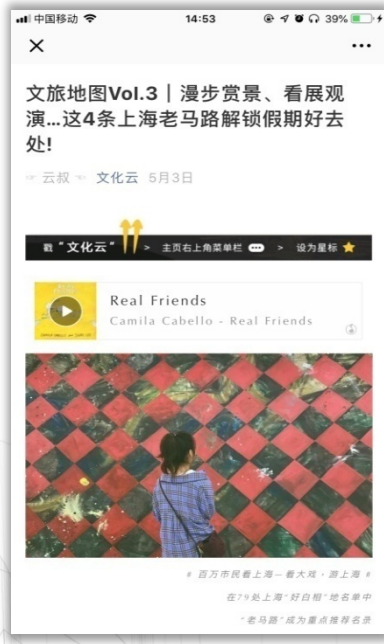 中国移动 14:53 39%
文旅地图Vol.3｜漫步赏景、看展观
演...这4条上海老马路解锁假期好去
处!
云叔 文化云 5月3日
戳“文化云” > 主页右上角菜单栏 > 设为星标
Real Friends
Camila Cabello - Real Friends
# 百万市民看上海—看大戏·游上海 #
在79处上海“好白相”地名单中
“老马路”成为重点推荐名录